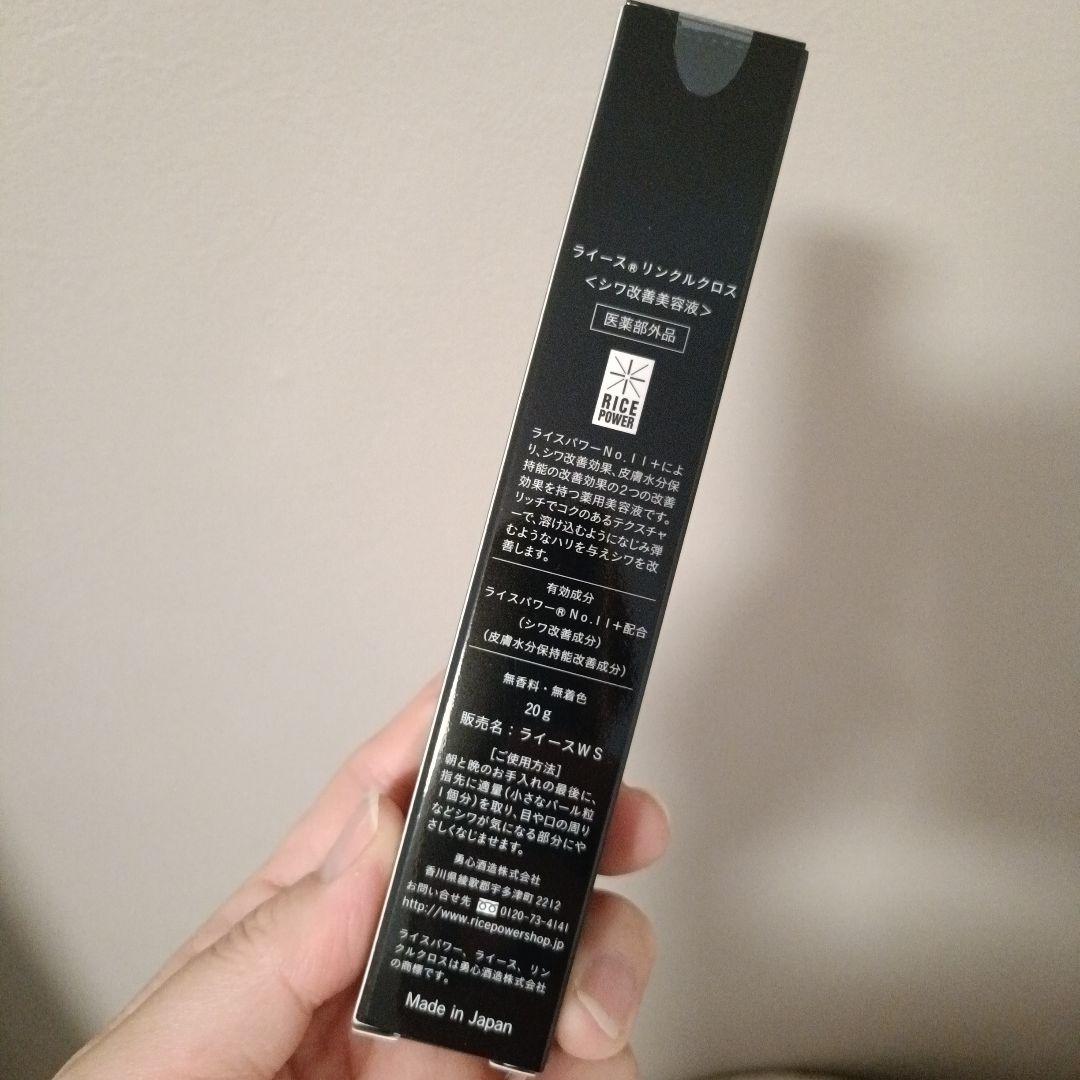 ライース®リンクルクロス
＜シワ改善美容液＞
医薬部外品
RICE
POWER
ライスパワーNo.11+によ
り、シワ改善効果、皮膚水分保
持能の改善効果の2つの改善
効果を持つ薬用美容液です。
リッチでコクのあるテクスチャ
ーで、溶け込むようになじみ弾
むようなハリを与えシワを改
善します。
有効成分
ライスパワー®No.11+配合
(シワ改善成分)
(皮膚水分保持能改善成分)
無香料・無着色
20g
販売名：ライースWS
[ご使用方法]
朝と晩のお手入れの最後に、
指先に適量(小さなパール粒
1個分)を取り、目や口の周り
などシワが気になる部分にや
さしくなじませます。
勇心酒造株式会社
香川県綾歌郡宇多津町2212
お問い合せ先 0120-73-4141
http://www.ricepowershop.jp
ライスパワー、ライース、リン
クルクロスは勇心酒造株式会社
の商標です。
Made in Japan